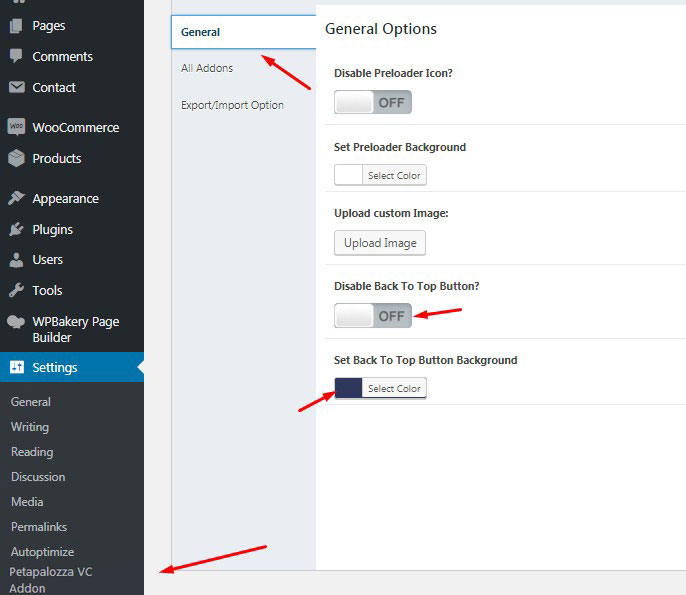 Pages
Comments
Contact
WOO
WooCommerce
Products
Appearance
Plugins
Users
Tools
WPBakery Page
Builder
Settings
General
Writing
Reading
Discussion
Media
Permalinks
Autoptimize
Petapalozza VC
Addon
General
All Addons
Export/Import Option
General Options
Disable Preloader Icon?
OFF
Set Preloader Background
Select Color
Upload custom Image:
Upload Image
Disable Back To Top Button?
OFF
Set Back To Top Button Background
Select Color